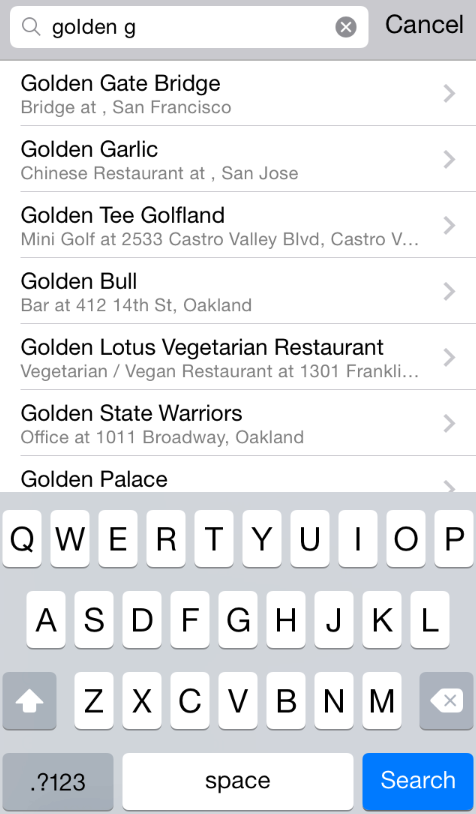 golden g
Cancel
Golden Gate Bridge
Bridge at , San Francisco
Golden Garlic
Chinese Restaurant at , San Jose
Golden Tee Golfland
Mini Golf at 2533 Castro Valley Blvd, Castro V...
Golden Bull
Bar at 412 14th St, Oakland
Golden Lotus Vegetarian Restaurant
Vegetarian / Vegan Restaurant at 1301 Frankli...
Golden State Warriors
Office at 1011 Broadway, Oakland
Golden Palace
Q W E R T Y U I O P
A S D F G H J K L
Z X C V B N M
.?123 space Search